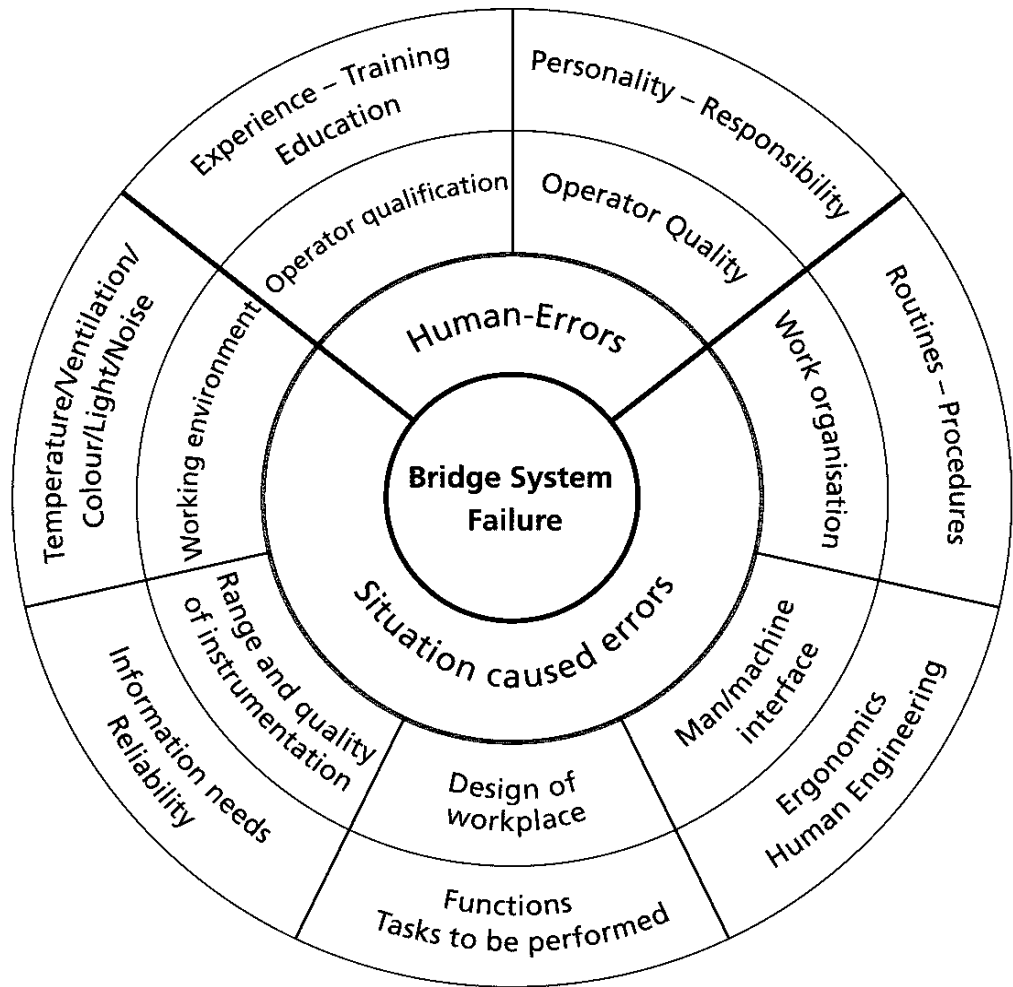 Experience – Training
Education
Personality – Responsibility
Operator qualification
Operator Quality
Human-Errors
Temperature/Ventilation/
Colour/Light/Noise
Working environment
Work organisation
Routines – Procedures
Bridge System
Failure
Situation caused errors
Range and quality
of instrumentation
Information needs
Reliability
Man/machine
interface
Ergonomics
Human Engineering
Design of
workplace
Functions
Tasks to be performed